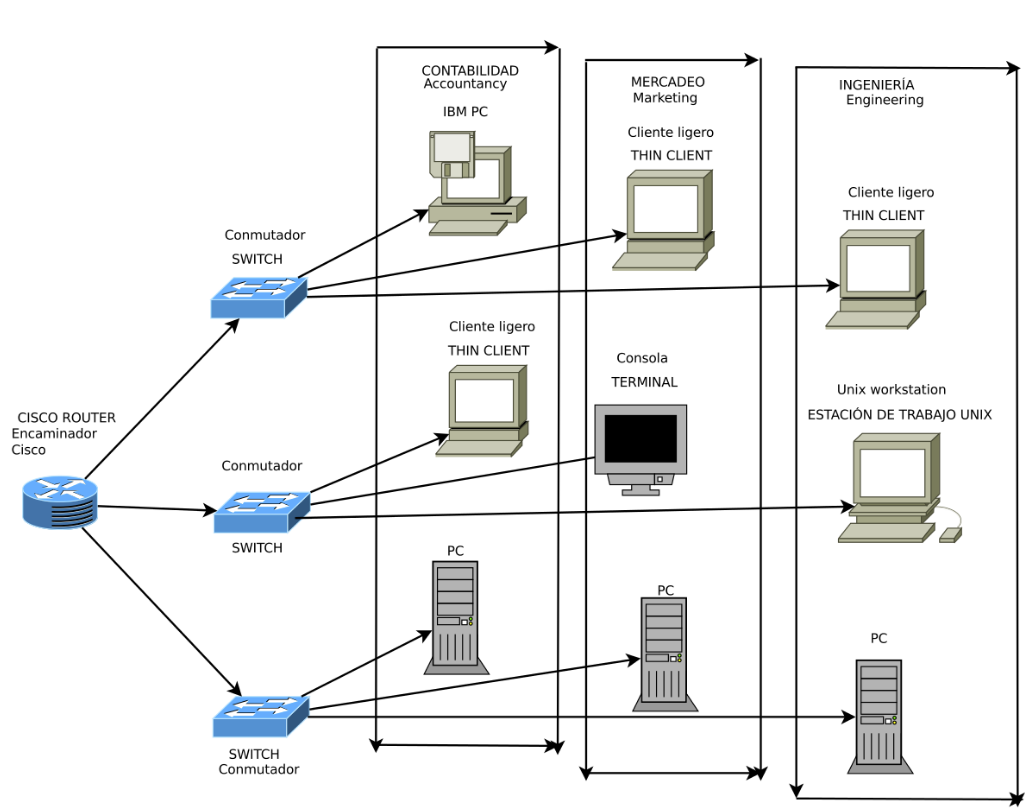 CONTABILIDAD
Accountancy
IBM PC
MERCADEO
Marketing
Cliente ligero
THIN CLIENT
INGENIERÍA
Engineering
Cliente ligero
THIN CLIENT
Conmutador
SWITCH
Cliente ligero
THIN CLIENT
Consola
TERMINAL
Unix workstation
ESTACIÓN DE TRABAJO UNIX
CISCO ROUTER
Encaminador
Cisco
Conmutador
SWITCH
PC
PC
PC
SWITCH
Conmutador